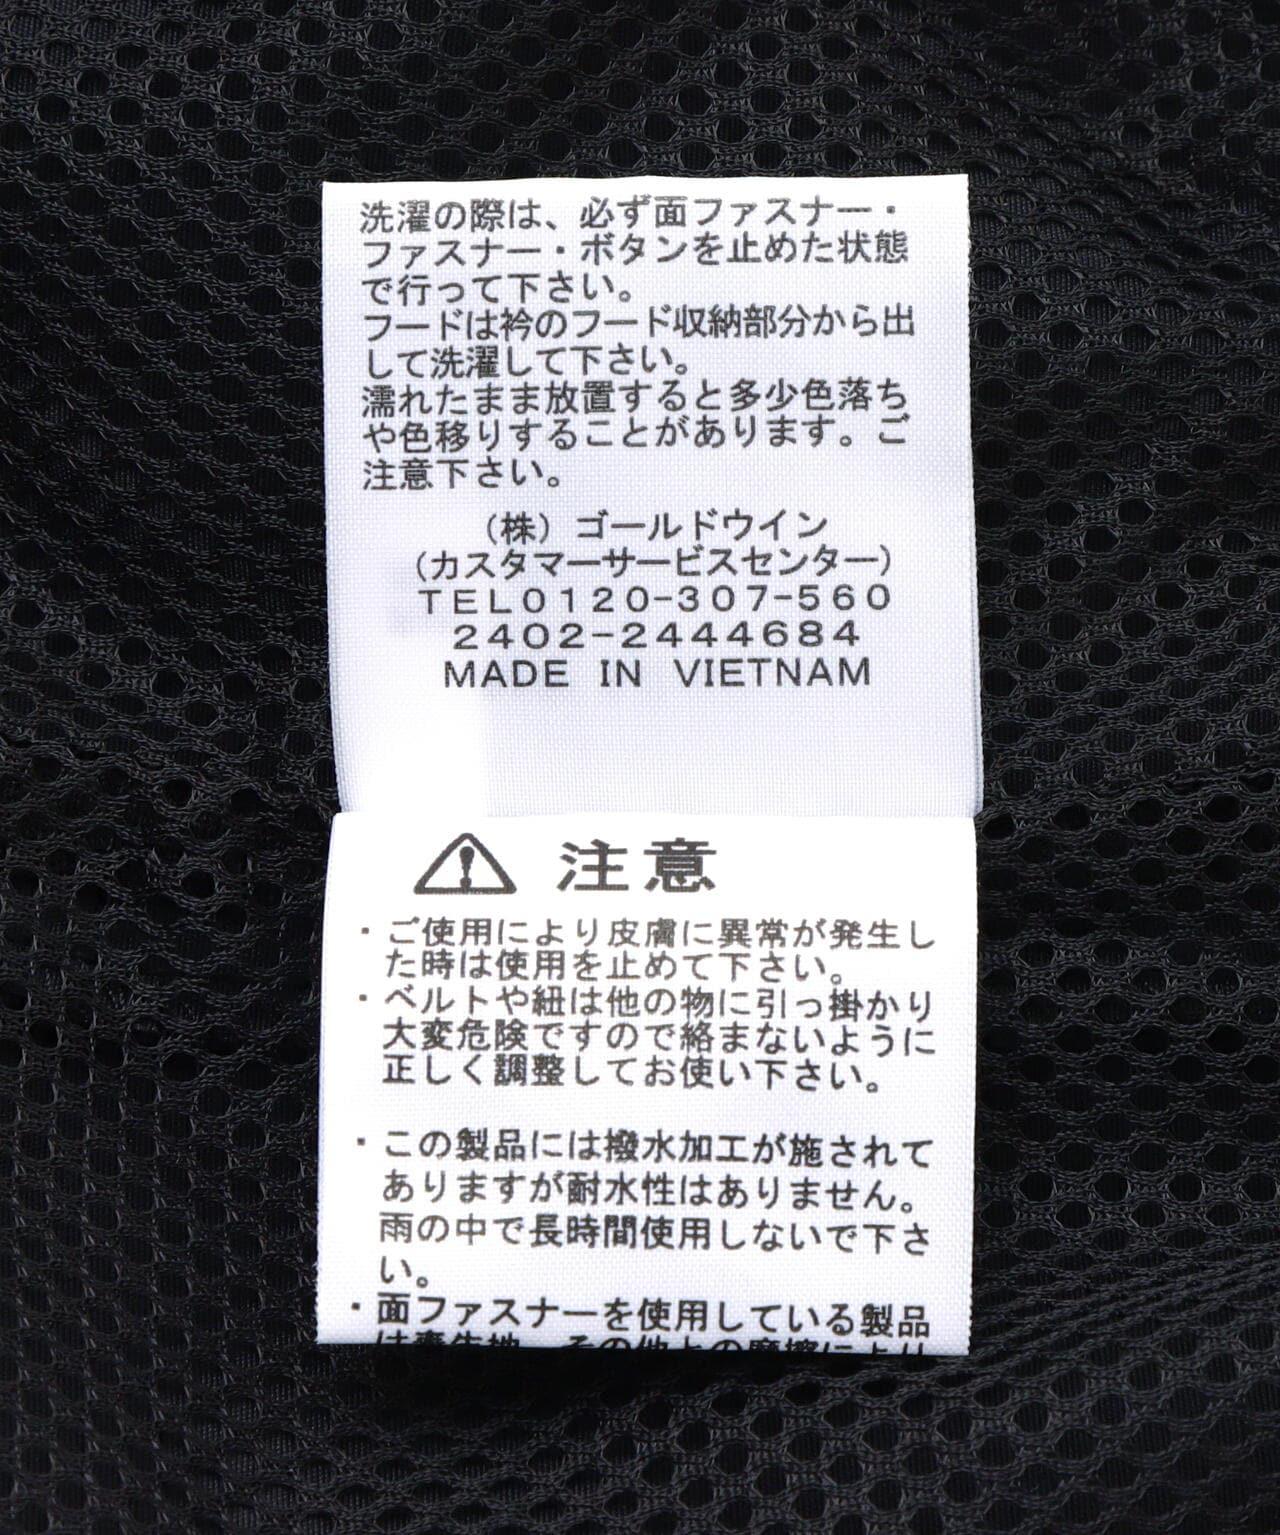 洗濯の際は、必ず面ファスナー・
ファスナー・ボタンを止めた状態
で行って下さい。
フードは衿のフード収納部分から出
して洗濯して下さい。
濡れたまま放置すると多少色落ち
や色移りすることがあります。ご
注意下さい。
(株)ゴールドウイン
(カスタマーサービスセンター)
TEL0120-307-560
2402-2444684
MADE IN VIETNAM
注意
・ご使用により皮膚に異常が発生し
た時は使用を止めて下さい。
・ベルトや紐は他の物に引っ掛かり
大変危険ですので絡まないように
正しく調整してお使い下さい。
・この製品には撥水加工が施されて
ありますが耐水性はありません。
雨の中で長時間使用しないで下さ
い。
・面ファスナーを使用している製品